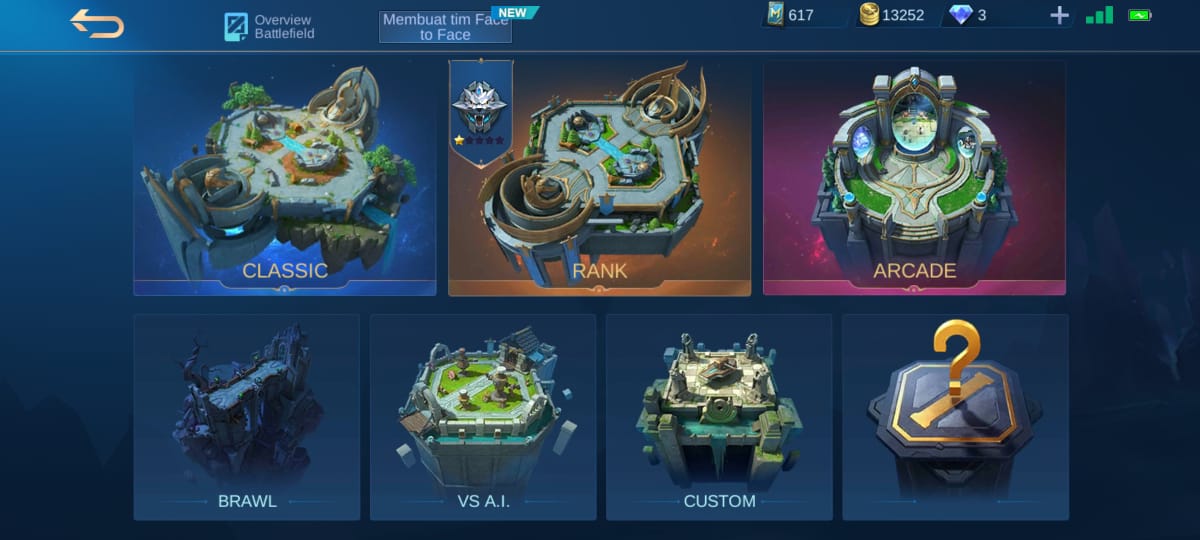 Overview
Battlefield
Membuat tim Face
to Face
NEW
617
13252
3
CLASSIC
RANK
ARCADE
BRAWL
VS A.I.
CUSTOM